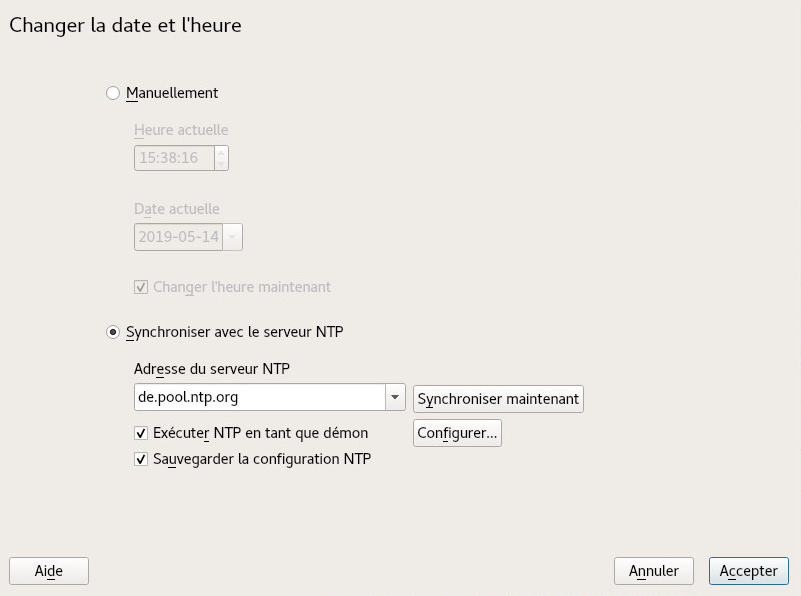 Changer la date et l'heure
Manuellement
Heure actuelle
15:38:16
Date actuelle
2019-05-14
Changer l'heure maintenant
Synchroniser avec le serveur NTP
Adresse du serveur NTP
de.pool.ntp.org Synchroniser maintenant
Exécuter NTP en tant que démon Configurer...
Sauvegarder la configuration NTP
Aide Annuler Accepter